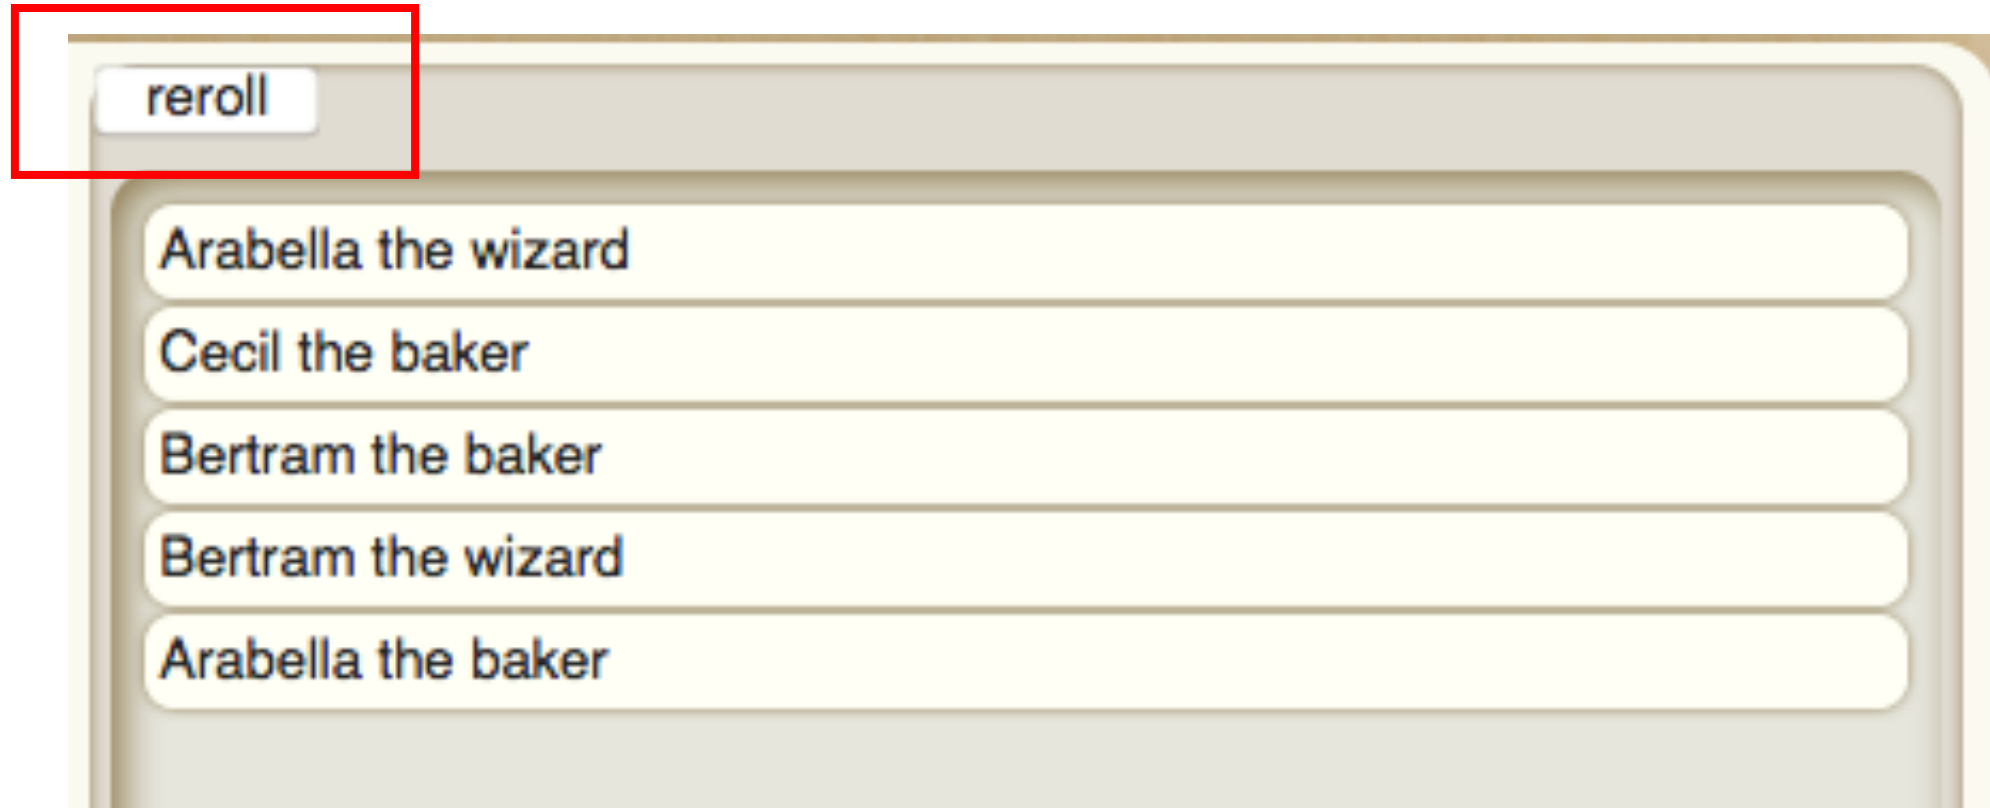 reroll
Arabella the wizard
Cecil the baker
Bertram the baker
Bertram the wizard
Arabella the baker